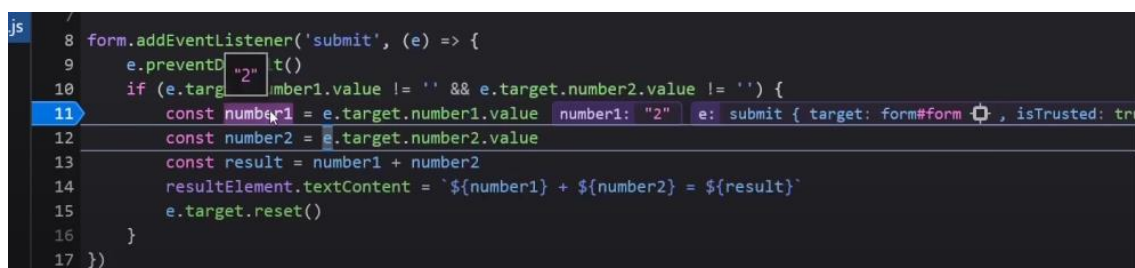 .js
7
8 form.addEventListener('submit', (e) => {
9 e.preventD t()
"2"
10 if (e.targ mber1.value != '' && e.target.number2.value != '') {
11 const number1 = e.target.number1.value number1: "2" e: submit { target: form#form , isTrusted: tru
12 const number2 = e.target.number2.value
13 const result = number1 + number2
14 resultElement.textContent = `${number1} + ${number2} = ${result}`
15 e.target.reset()
16 }
17 })